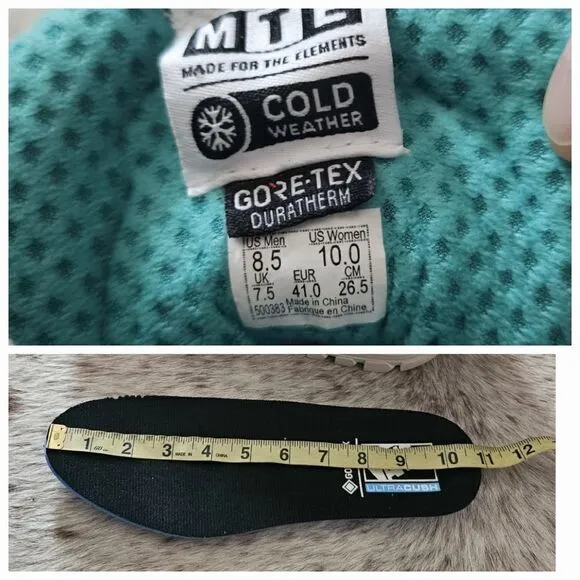 MTL
MADE FOR THE ELEMENTS
COLD
WEATHER
GORE-TEX
DURATHERM
US Men US Women
8.5 10.0
UK EUR CM
7.5 41.0 26.5
Made in China
500383 Fabriqué en Chine
1 2 3 MADE IN 4 CHINA 5 6 7 8 9 10 11 12
ULTRACUSH